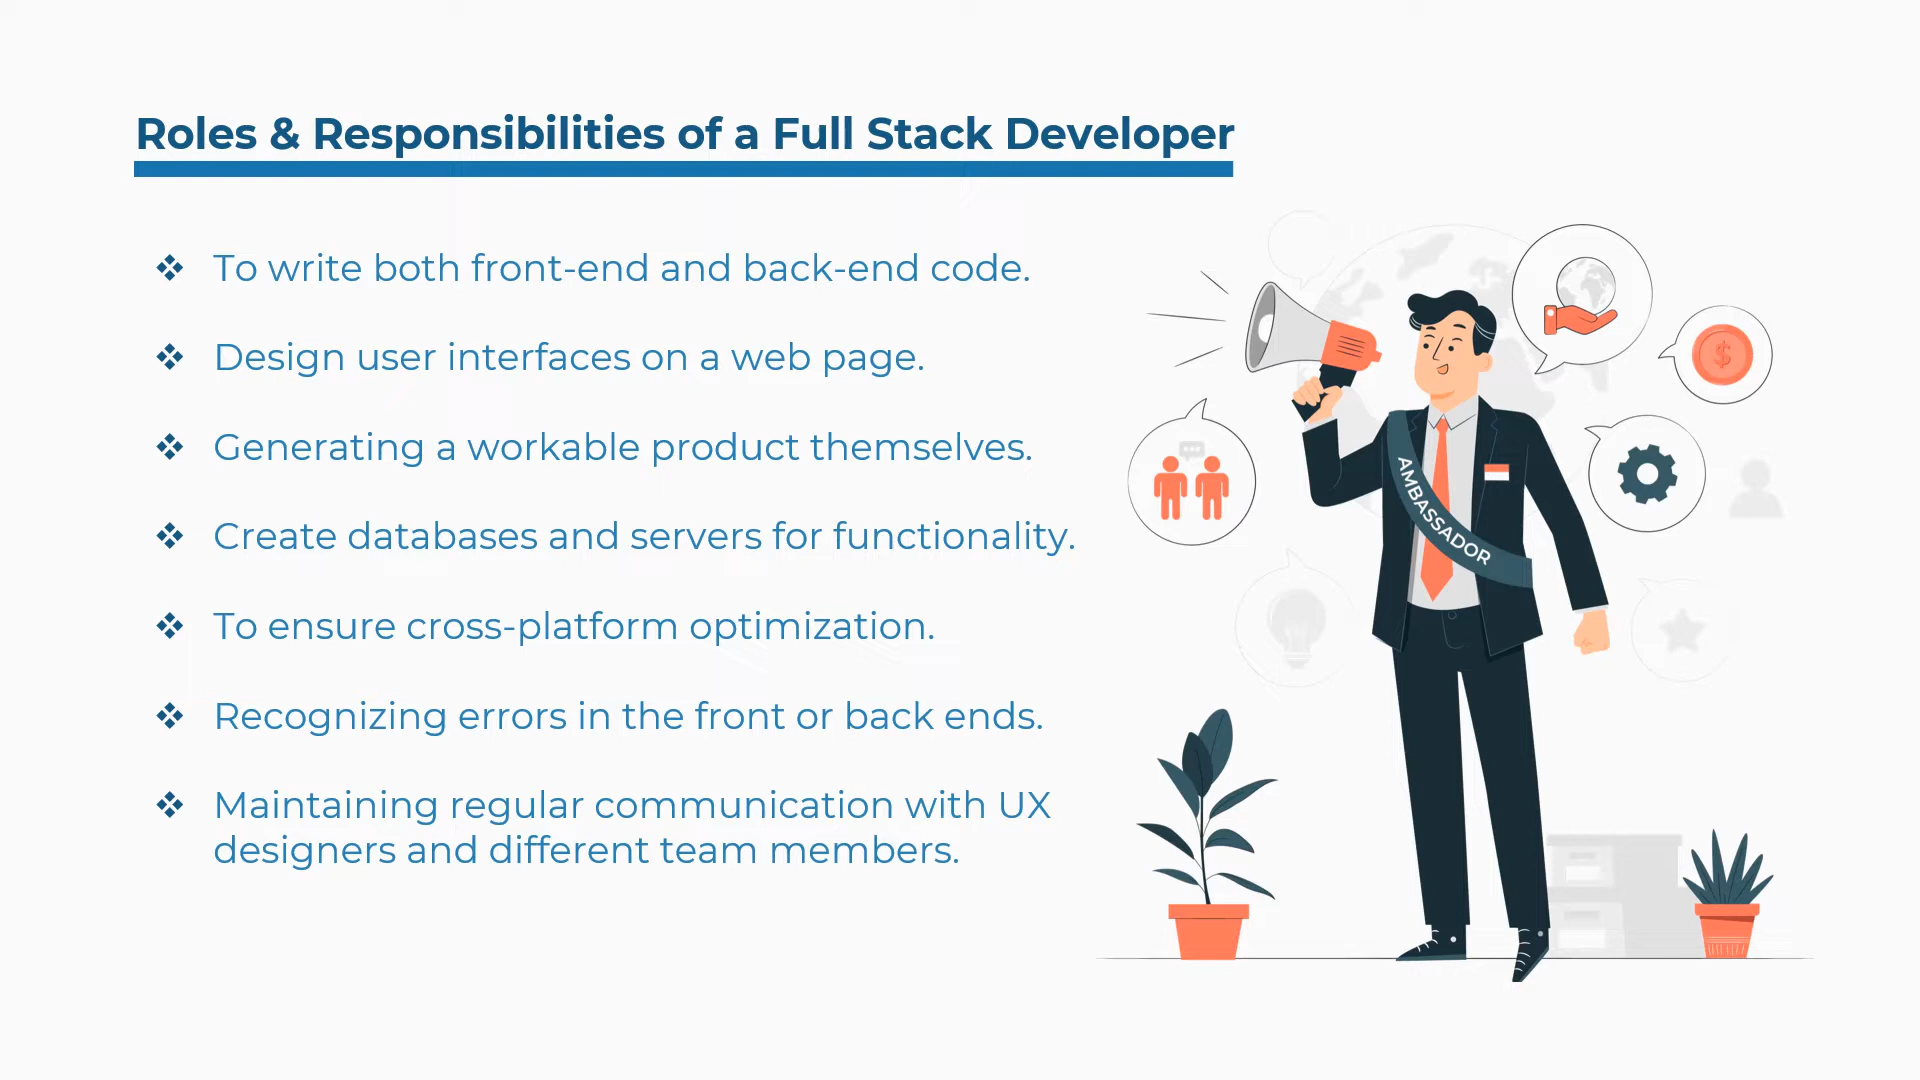 Roles & Responsibilities of a Full Stack Developer
❖ To write both front-end and back-end code.
❖ Design user interfaces on a web page.
❖ Generating a workable product themselves.
❖ Create databases and servers for functionality.
❖ To ensure cross-platform optimization.
❖ Recognizing errors in the front or back ends.
❖ Maintaining regular communication with UX
designers and different team members.
$
AMBASSADOR